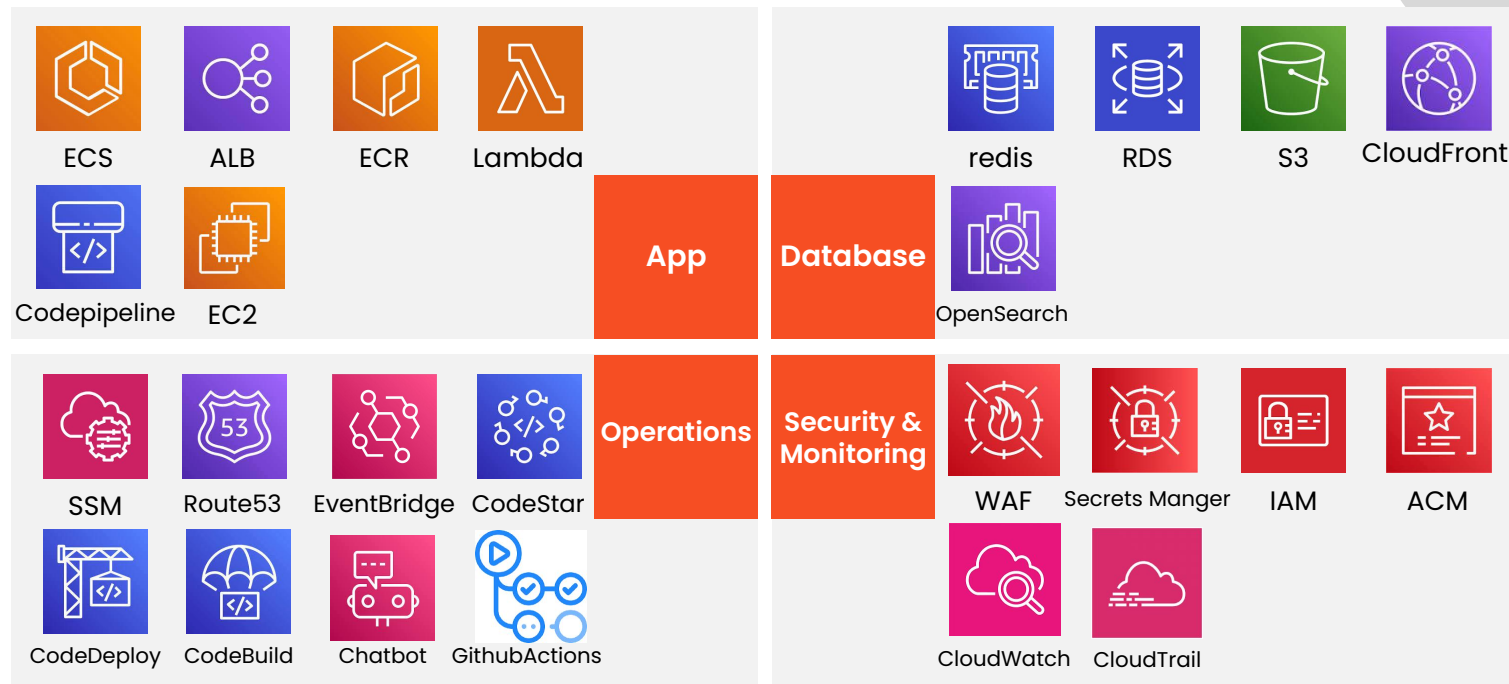 ECS
ALB
ECR
Lambda
Codepipeline
EC2
App
redis
RDS
S3
CloudFront
Database
OpenSearch
SSM
53
Route53
EventBridge
CodeStar
Operations
CodeDeploy
CodeBuild
Chatbot
GithubActions
Security &
Monitoring
WAF
Secrets Manger
IAM
ACM
CloudWatch
CloudTrail